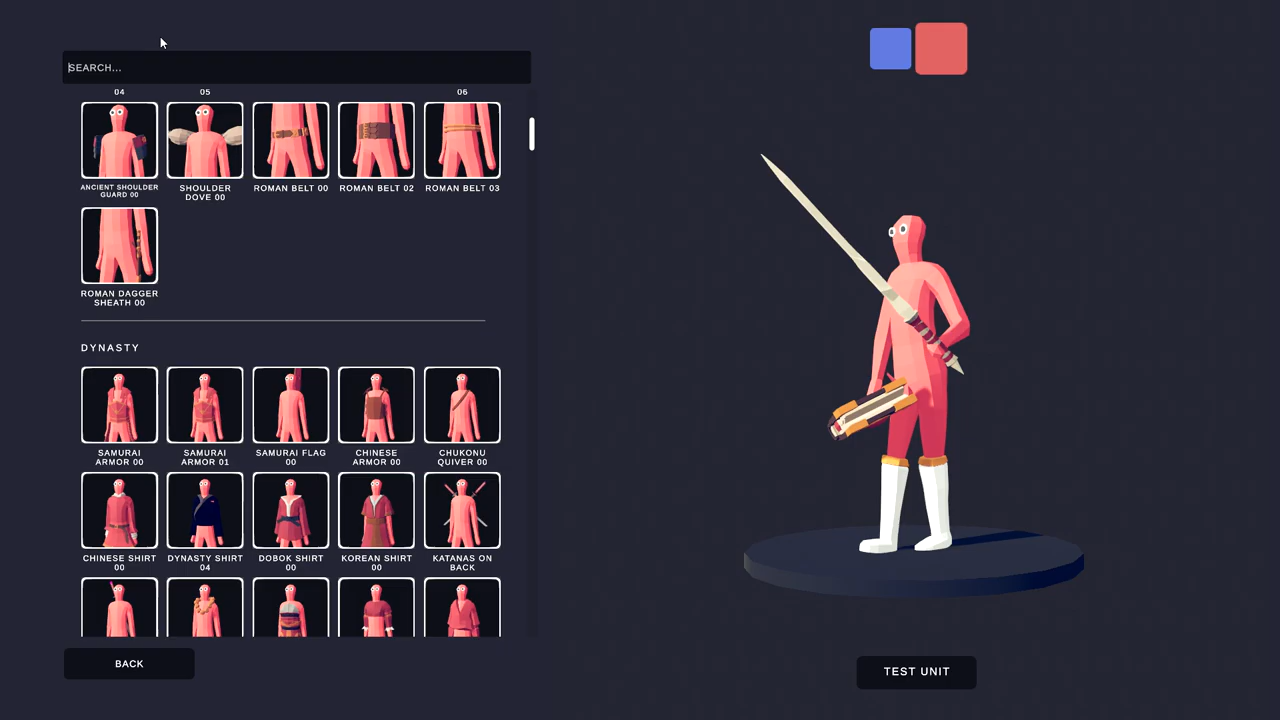 SEARCH...
04
05
06
ANCIENT SHOULDER
GUARD 00
SHOULDER
DOVE 00
ROMAN BELT 00
ROMAN BELT 02
ROMAN BELT 03
ROMAN DAGGER
SHEATH 00
DYNASTY
SAMURAI
ARMOR 00
SAMURAI
ARMOR 01
SAMURAI FLAG
00
CHINESE
ARMOR 00
CHUKONU
QUIVER 00
CHINESE SHIRT
00
DYNASTY SHIRT
04
DOBOK SHIRT
00
KOREAN SHIRT
00
KATANAS ON
BACK
BACK
TEST UNIT